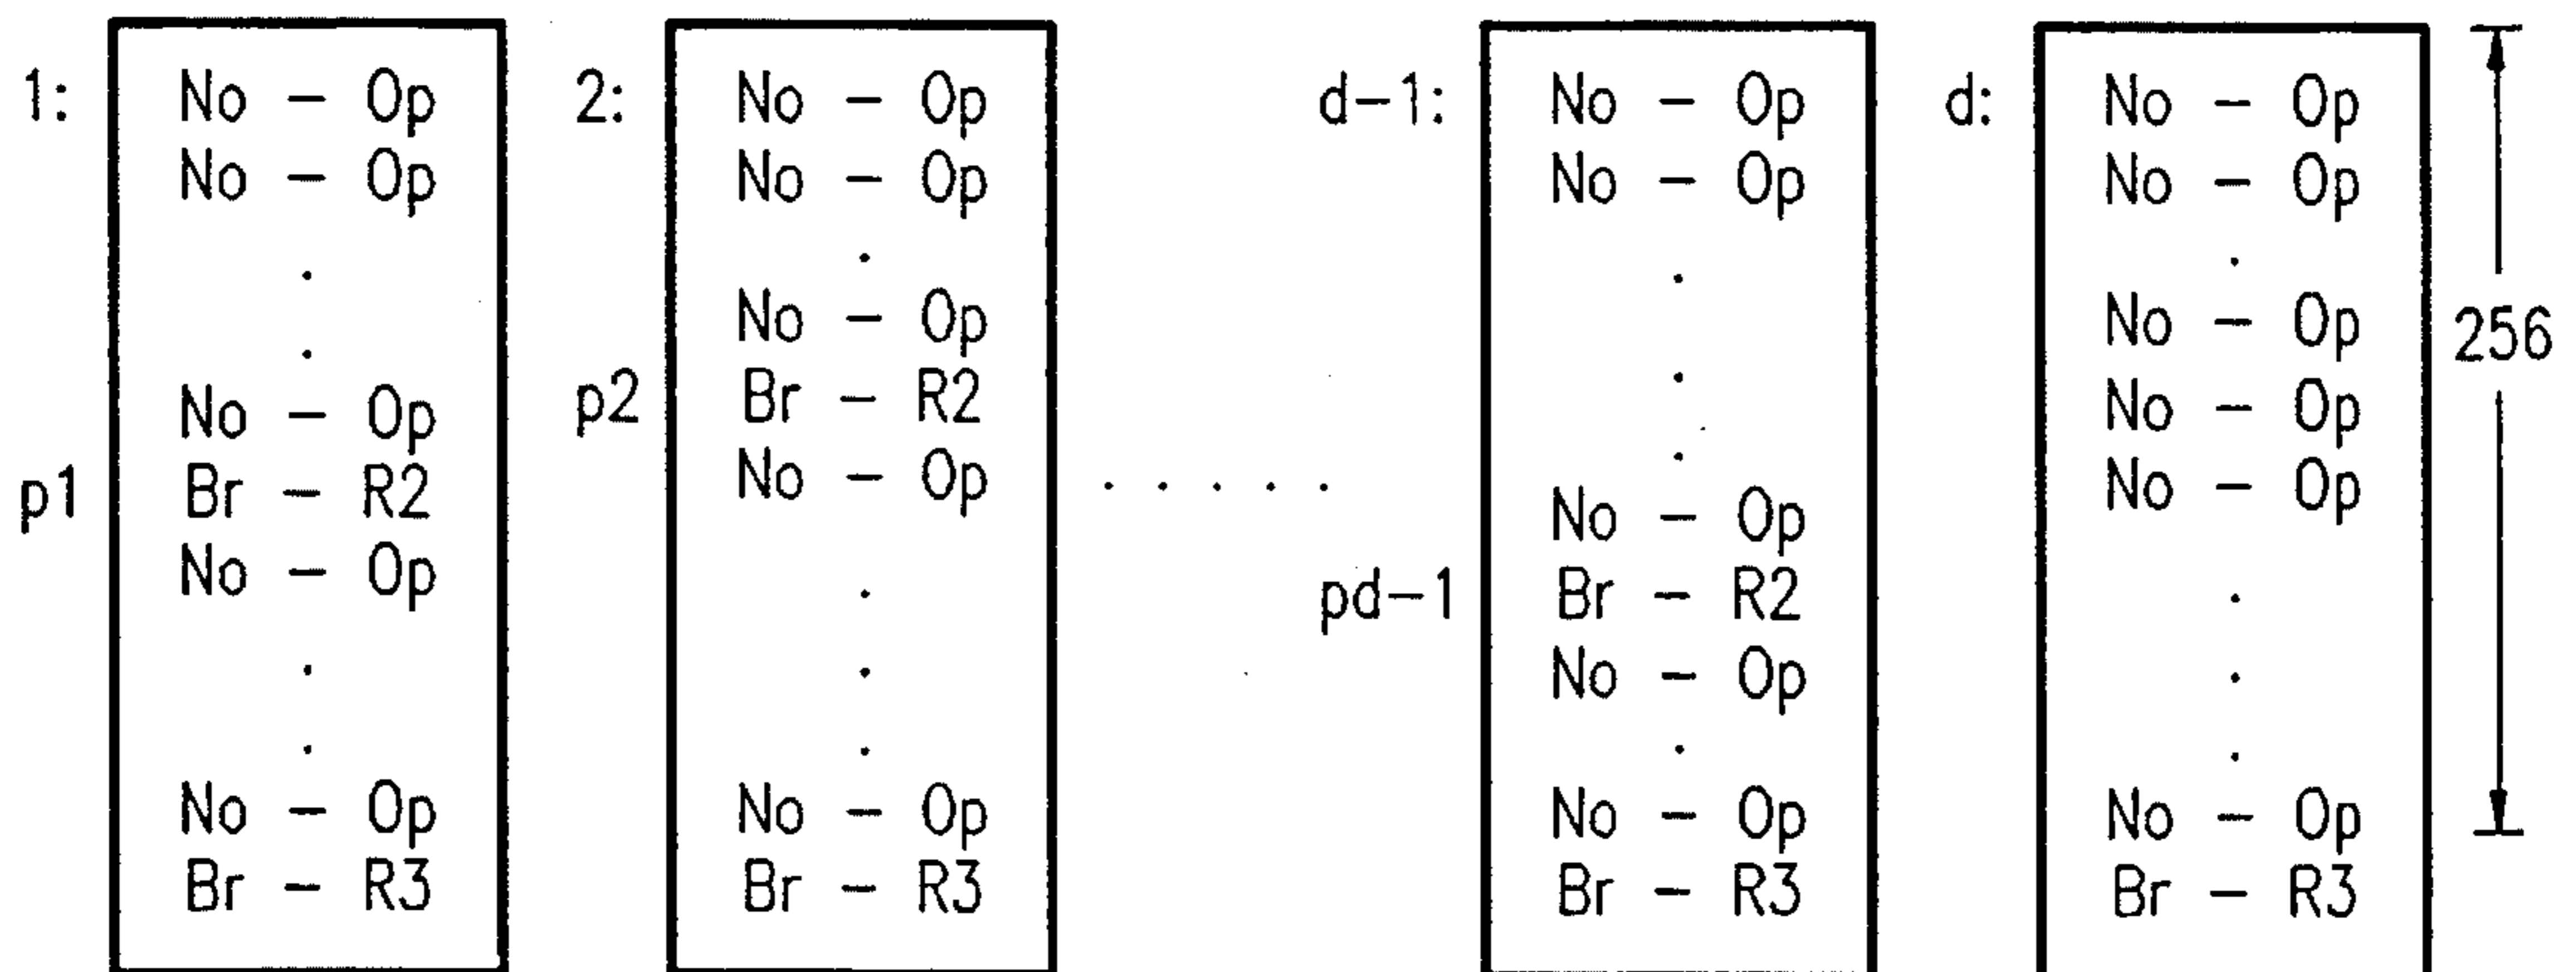 1:
No - Op
No - Op
.
.
No - Op
p1 Br - R2
No - Op
.
.
No - Op
Br - R3
2:
No - Op
No - Op
.
No - Op
p2 Br - R2
No - Op
.
.
.
No - Op
Br - R3
. . . . .
d-1:
No - Op
No - Op
.
.
.
No - Op
pd-1 Br - R2
No - Op
.
No - Op
Br - R3
d:
No - Op
No - Op
.
No - Op
No - Op
No - Op
.
.
.
No - Op
Br - R3
256